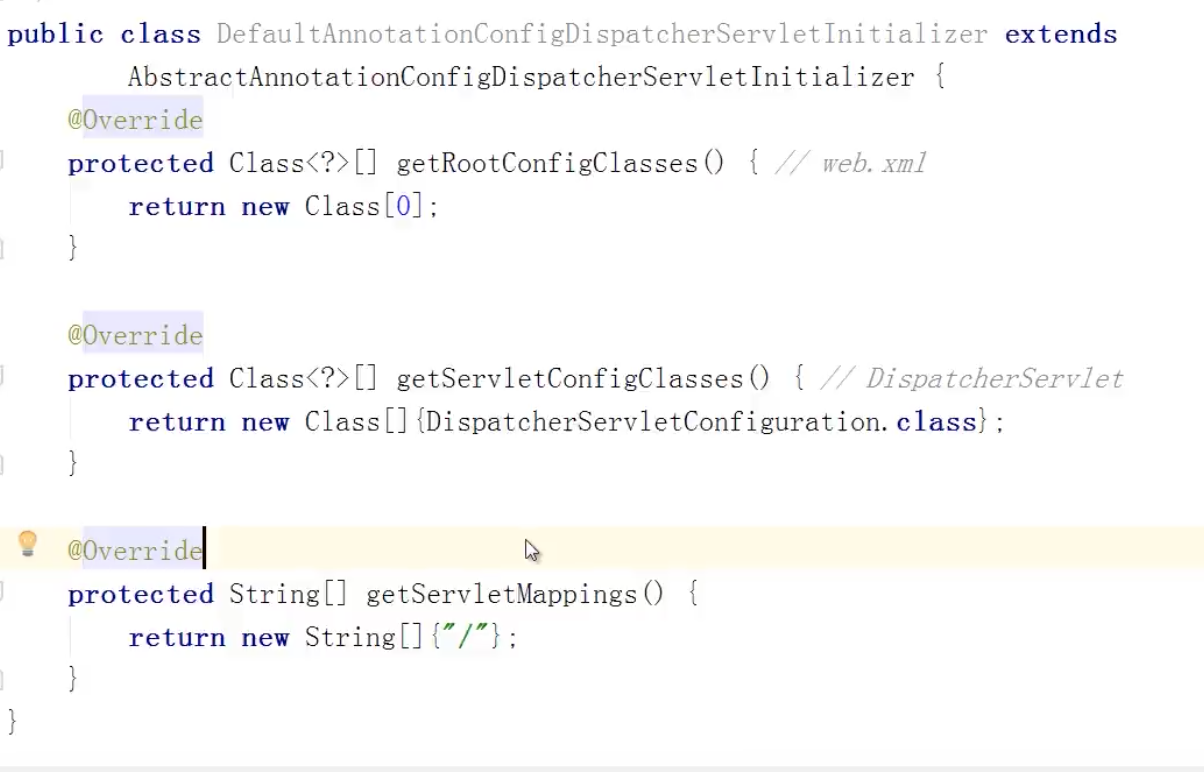 public class DefaultAnnotationConfigDispatcherServletInitializer extends
AbstractAnnotationConfigDispatcherServletInitializer {
@Override
protected Class<?>[] getRootConfigClasses() { // web.xml
return new Class[0];
}
@Override
protected Class<?>[] getServletConfigClasses() { // DispatcherServlet
return new Class[]{DispatcherServletConfiguration.class};
}
@Override
protected String[] getServletMappings() {
return new String[]{"/"};
}
}